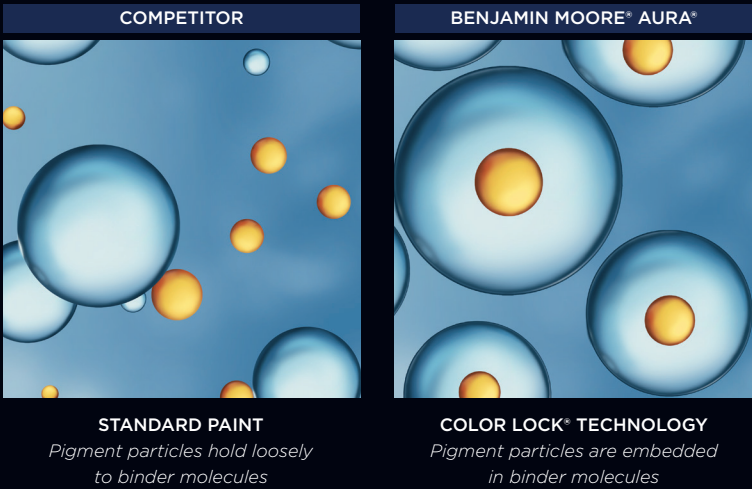 COMPETITOR
STANDARD PAINT
Pigment particles hold loosely
to binder molecules
BENJAMIN MOORE® AURA®
COLOR LOCK® TECHNOLOGY
Pigment particles are embedded
in binder molecules